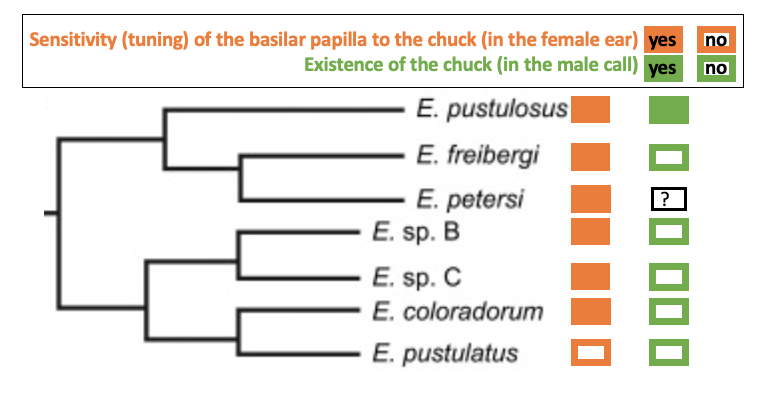 Sensitivity (tuning) of the basilar papilla to the chuck (in the female ear) yes no
Existence of the chuck (in the male call) yes no
E. pustulosus
E. freibergi
E. petersi ?
E. sp. B
E. sp. C
E. coloradorum
E. pustulatus